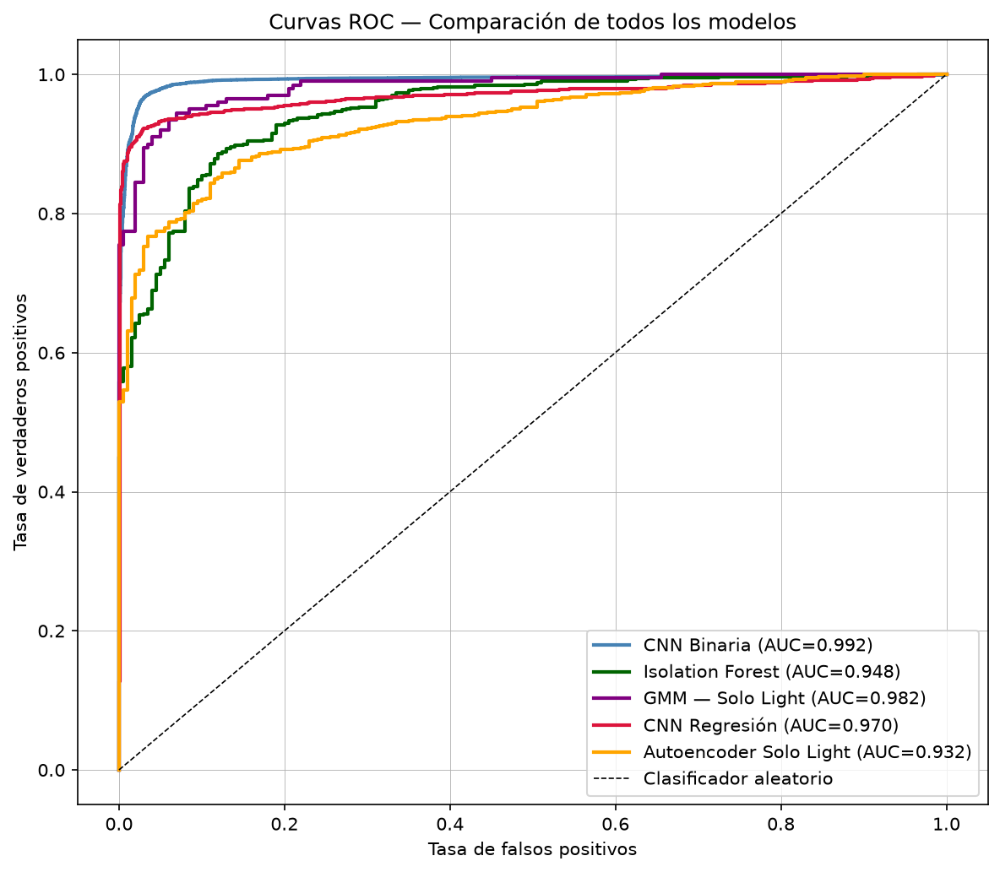 Curvas ROC — Comparación de todos los modelos
Tasa de verdaderos positivos
1.0
0.8
0.6
0.4
0.2
0.0
0.0 0.2 0.4 0.6 0.8 1.0
Tasa de falsos positivos
CNN Binaria (AUC=0.992)
Isolation Forest (AUC=0.948)
GMM — Solo Light (AUC=0.982)
CNN Regresión (AUC=0.970)
Autoencoder Solo Light (AUC=0.932)
Clasificador aleatorio